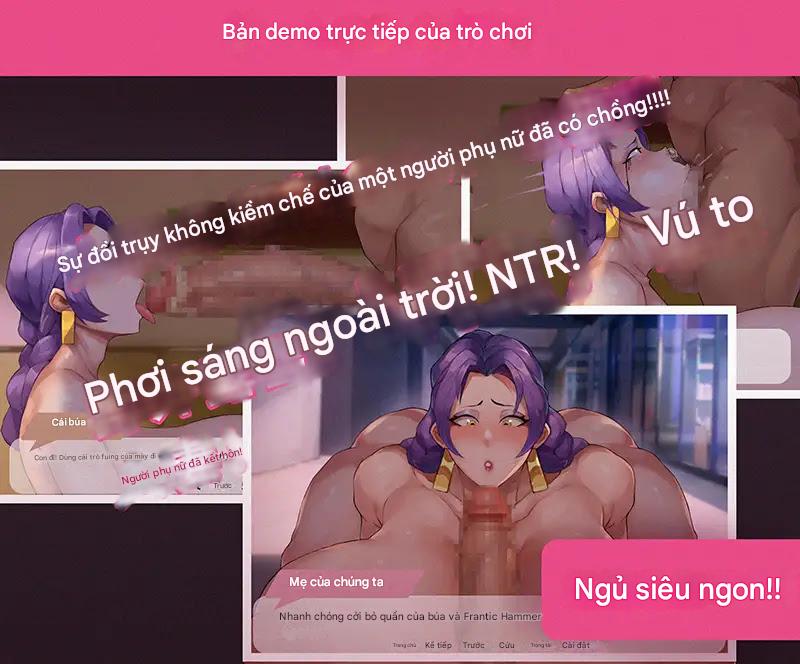 Bản demo trực tiếp của trò chơi
Sự đồi trụy không kiềm chế của một người phụ nữ đã có chồng!!!!
Vú to
Phơi sáng ngoài trời! NTR!
Cái búa
Con đĩ! Dùng cái trò fuing của mày đi
Người phụ nữ đã kết hôn!
Trước
Mẹ của chúng ta
Nhanh chóng cởi bỏ quần của búa và Frantic Hammer
Trang chủ Kế tiếp Trước Cứu Trọng tải Cài đặt
Ngủ siêu ngon!!